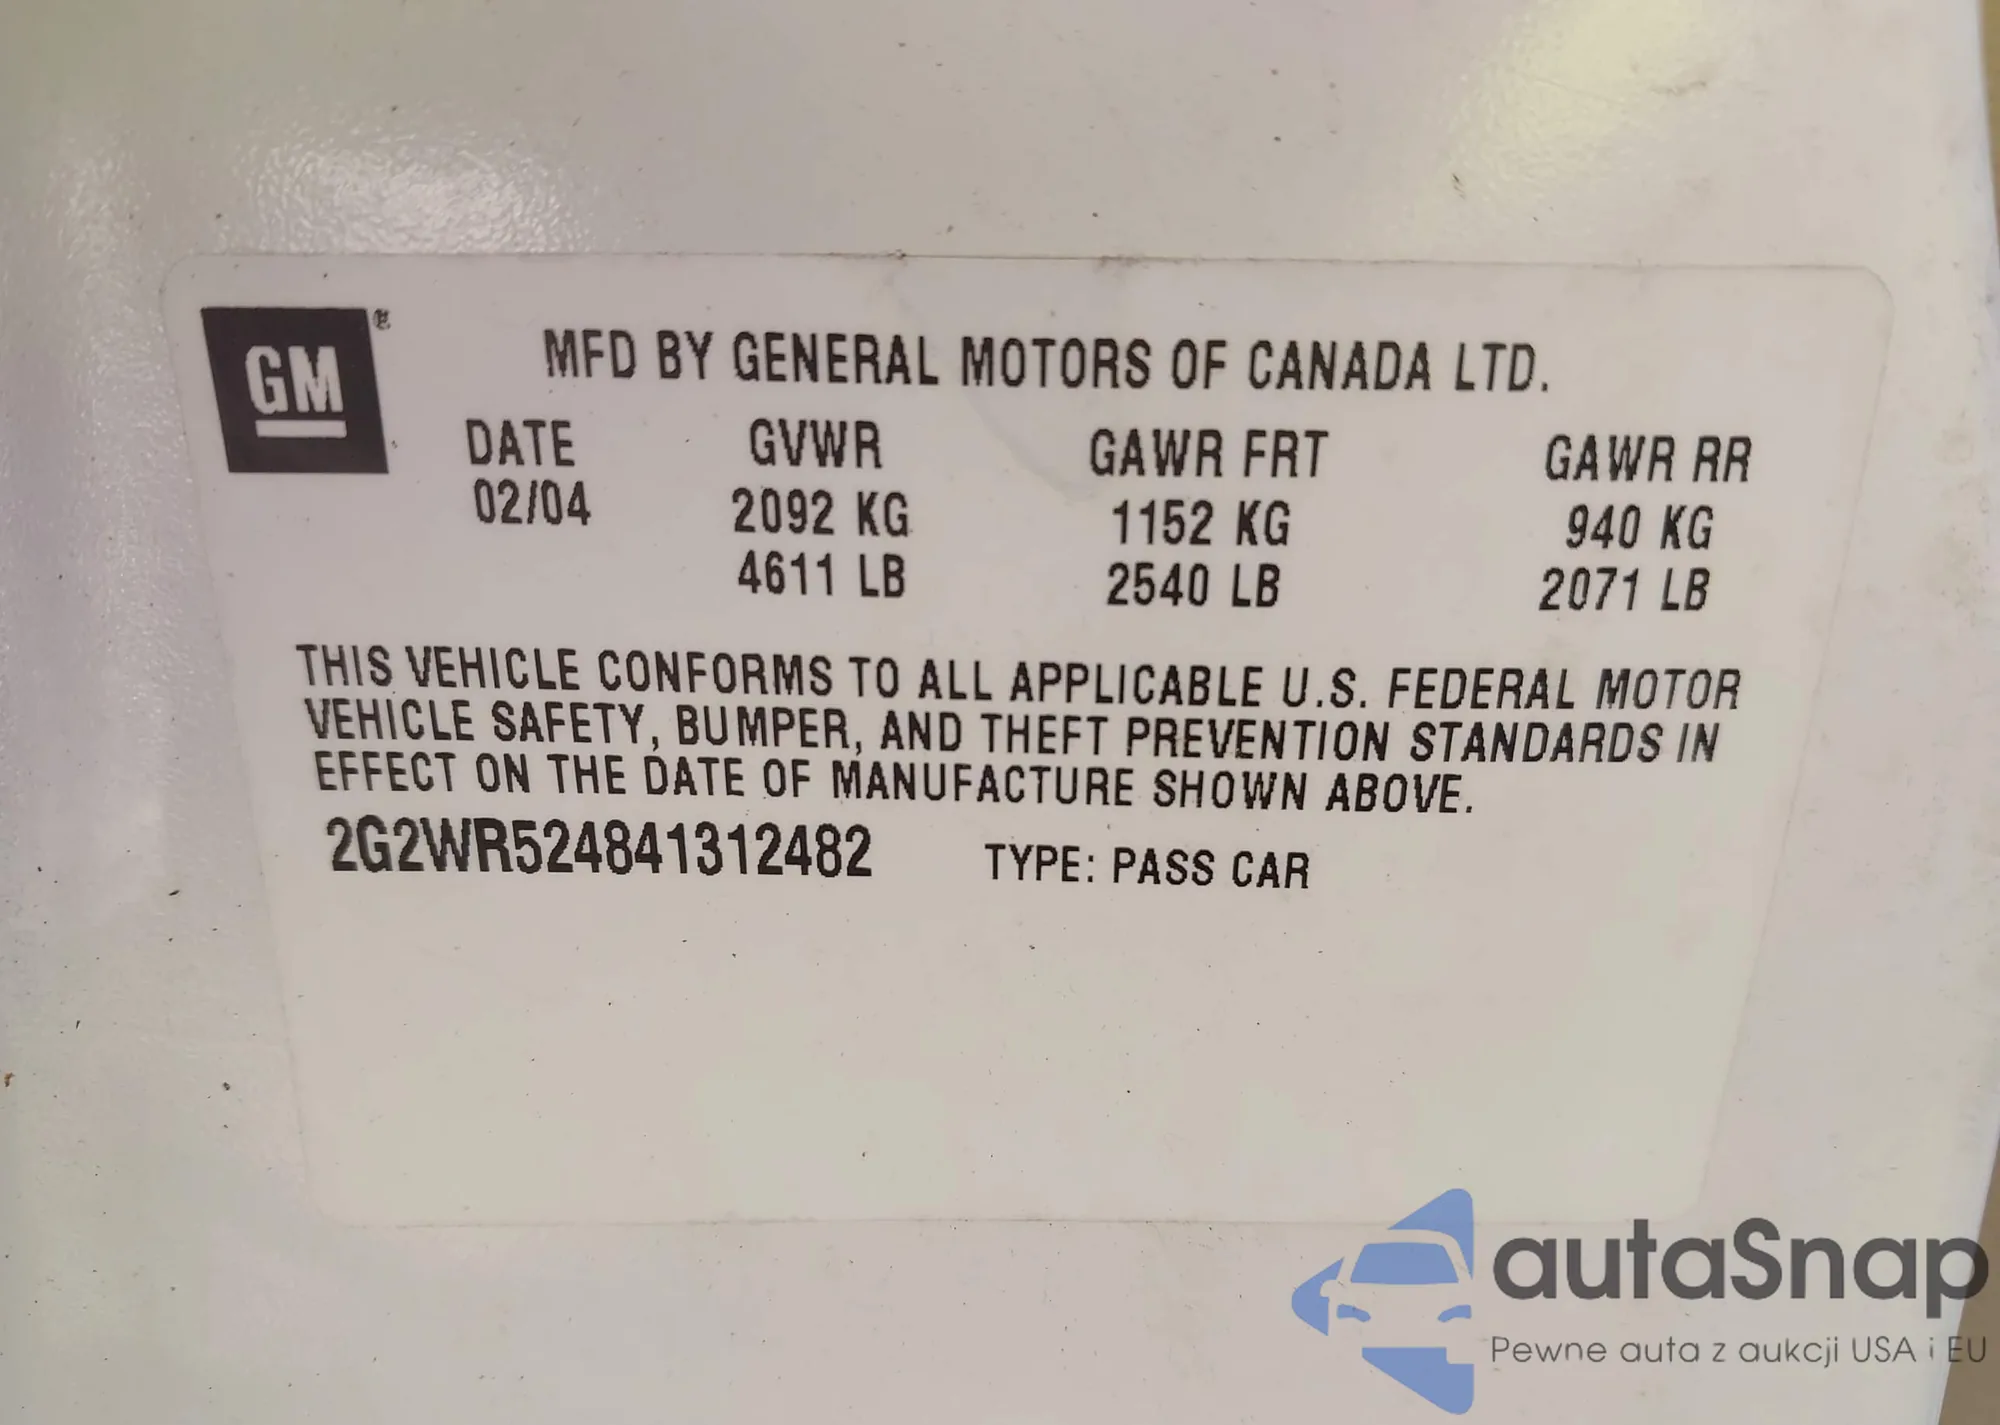 GM ®
MFD BY GENERAL MOTORS OF CANADA LTD.
DATE GVWR GAWR FRT GAWR RR
02/04 2092 KG 1152 KG 940 KG
4611 LB 2540 LB 2071 LB
THIS VEHICLE CONFORMS TO ALL APPLICABLE U.S. FEDERAL MOTOR
VEHICLE SAFETY, BUMPER, AND THEFT PREVENTION STANDARDS IN
EFFECT ON THE DATE OF MANUFACTURE SHOWN ABOVE.
2G2WR524841312482 TYPE: PASS CAR
autaSnap
Pewne auta z aukcji USA i EU